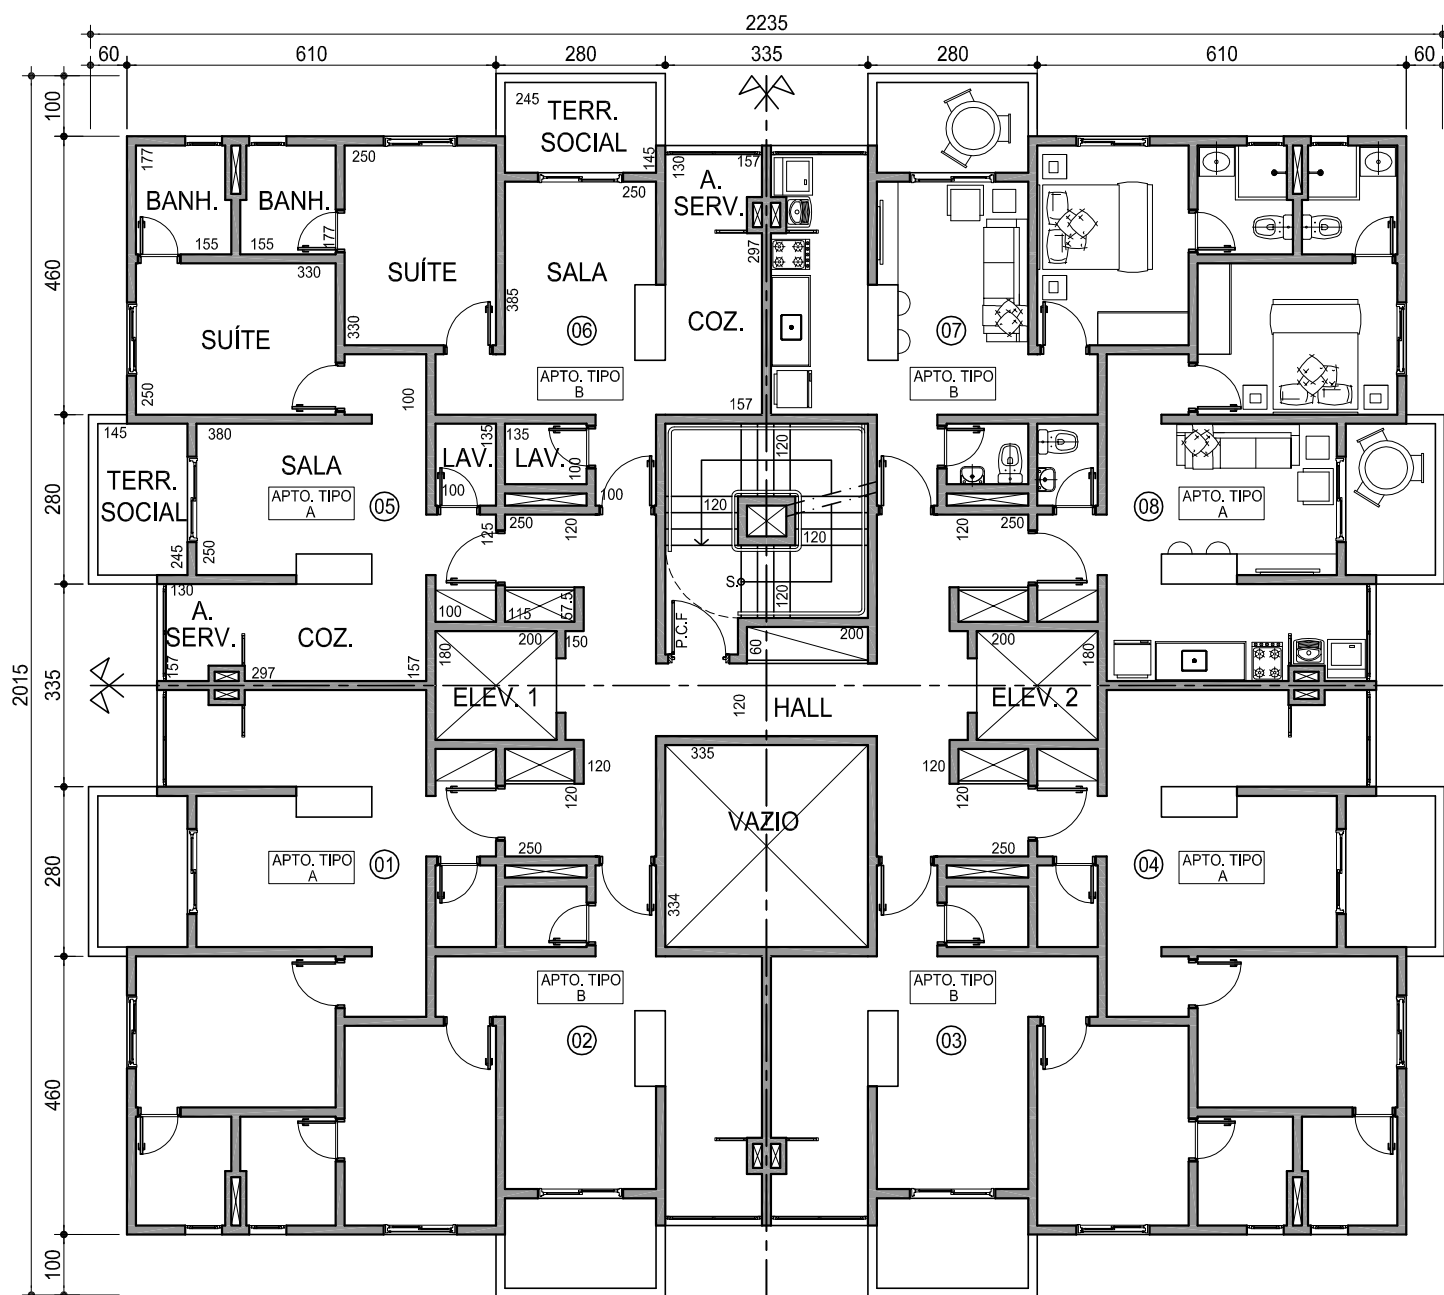 2235
60 610 280 335 280 610 60
100
245 TERR.
SOCIAL
145
130
157
177
250
250
A.
SERV.
BANH. BANH.
155 155
177
330
297
460
SUÍTE SALA
385
COZ.
SUÍTE
330
06
07
250
100
APTO. TIPO
B
APTO. TIPO
B
157
145
380
135
135
LAV. LAV.
100
100
100
120
SALA
TERR.
SOCIAL
280
APTO. TIPO
A
05
08
APTO. TIPO
A
120
120
120
245
250
125
250
120
120
250
S.
130
A.
SERV.
COZ.
100
115
57.5
P.C.F
60
200
157
297
157
180
200
150
200
180
2015
335
ELEV. 1
ELEV. 2
120
HALL
335
120
120
120
120
VAZIO
280
APTO. TIPO
A
01
250
250
04
APTO. TIPO
A
334
APTO. TIPO
B
APTO. TIPO
B
02
03
460
100